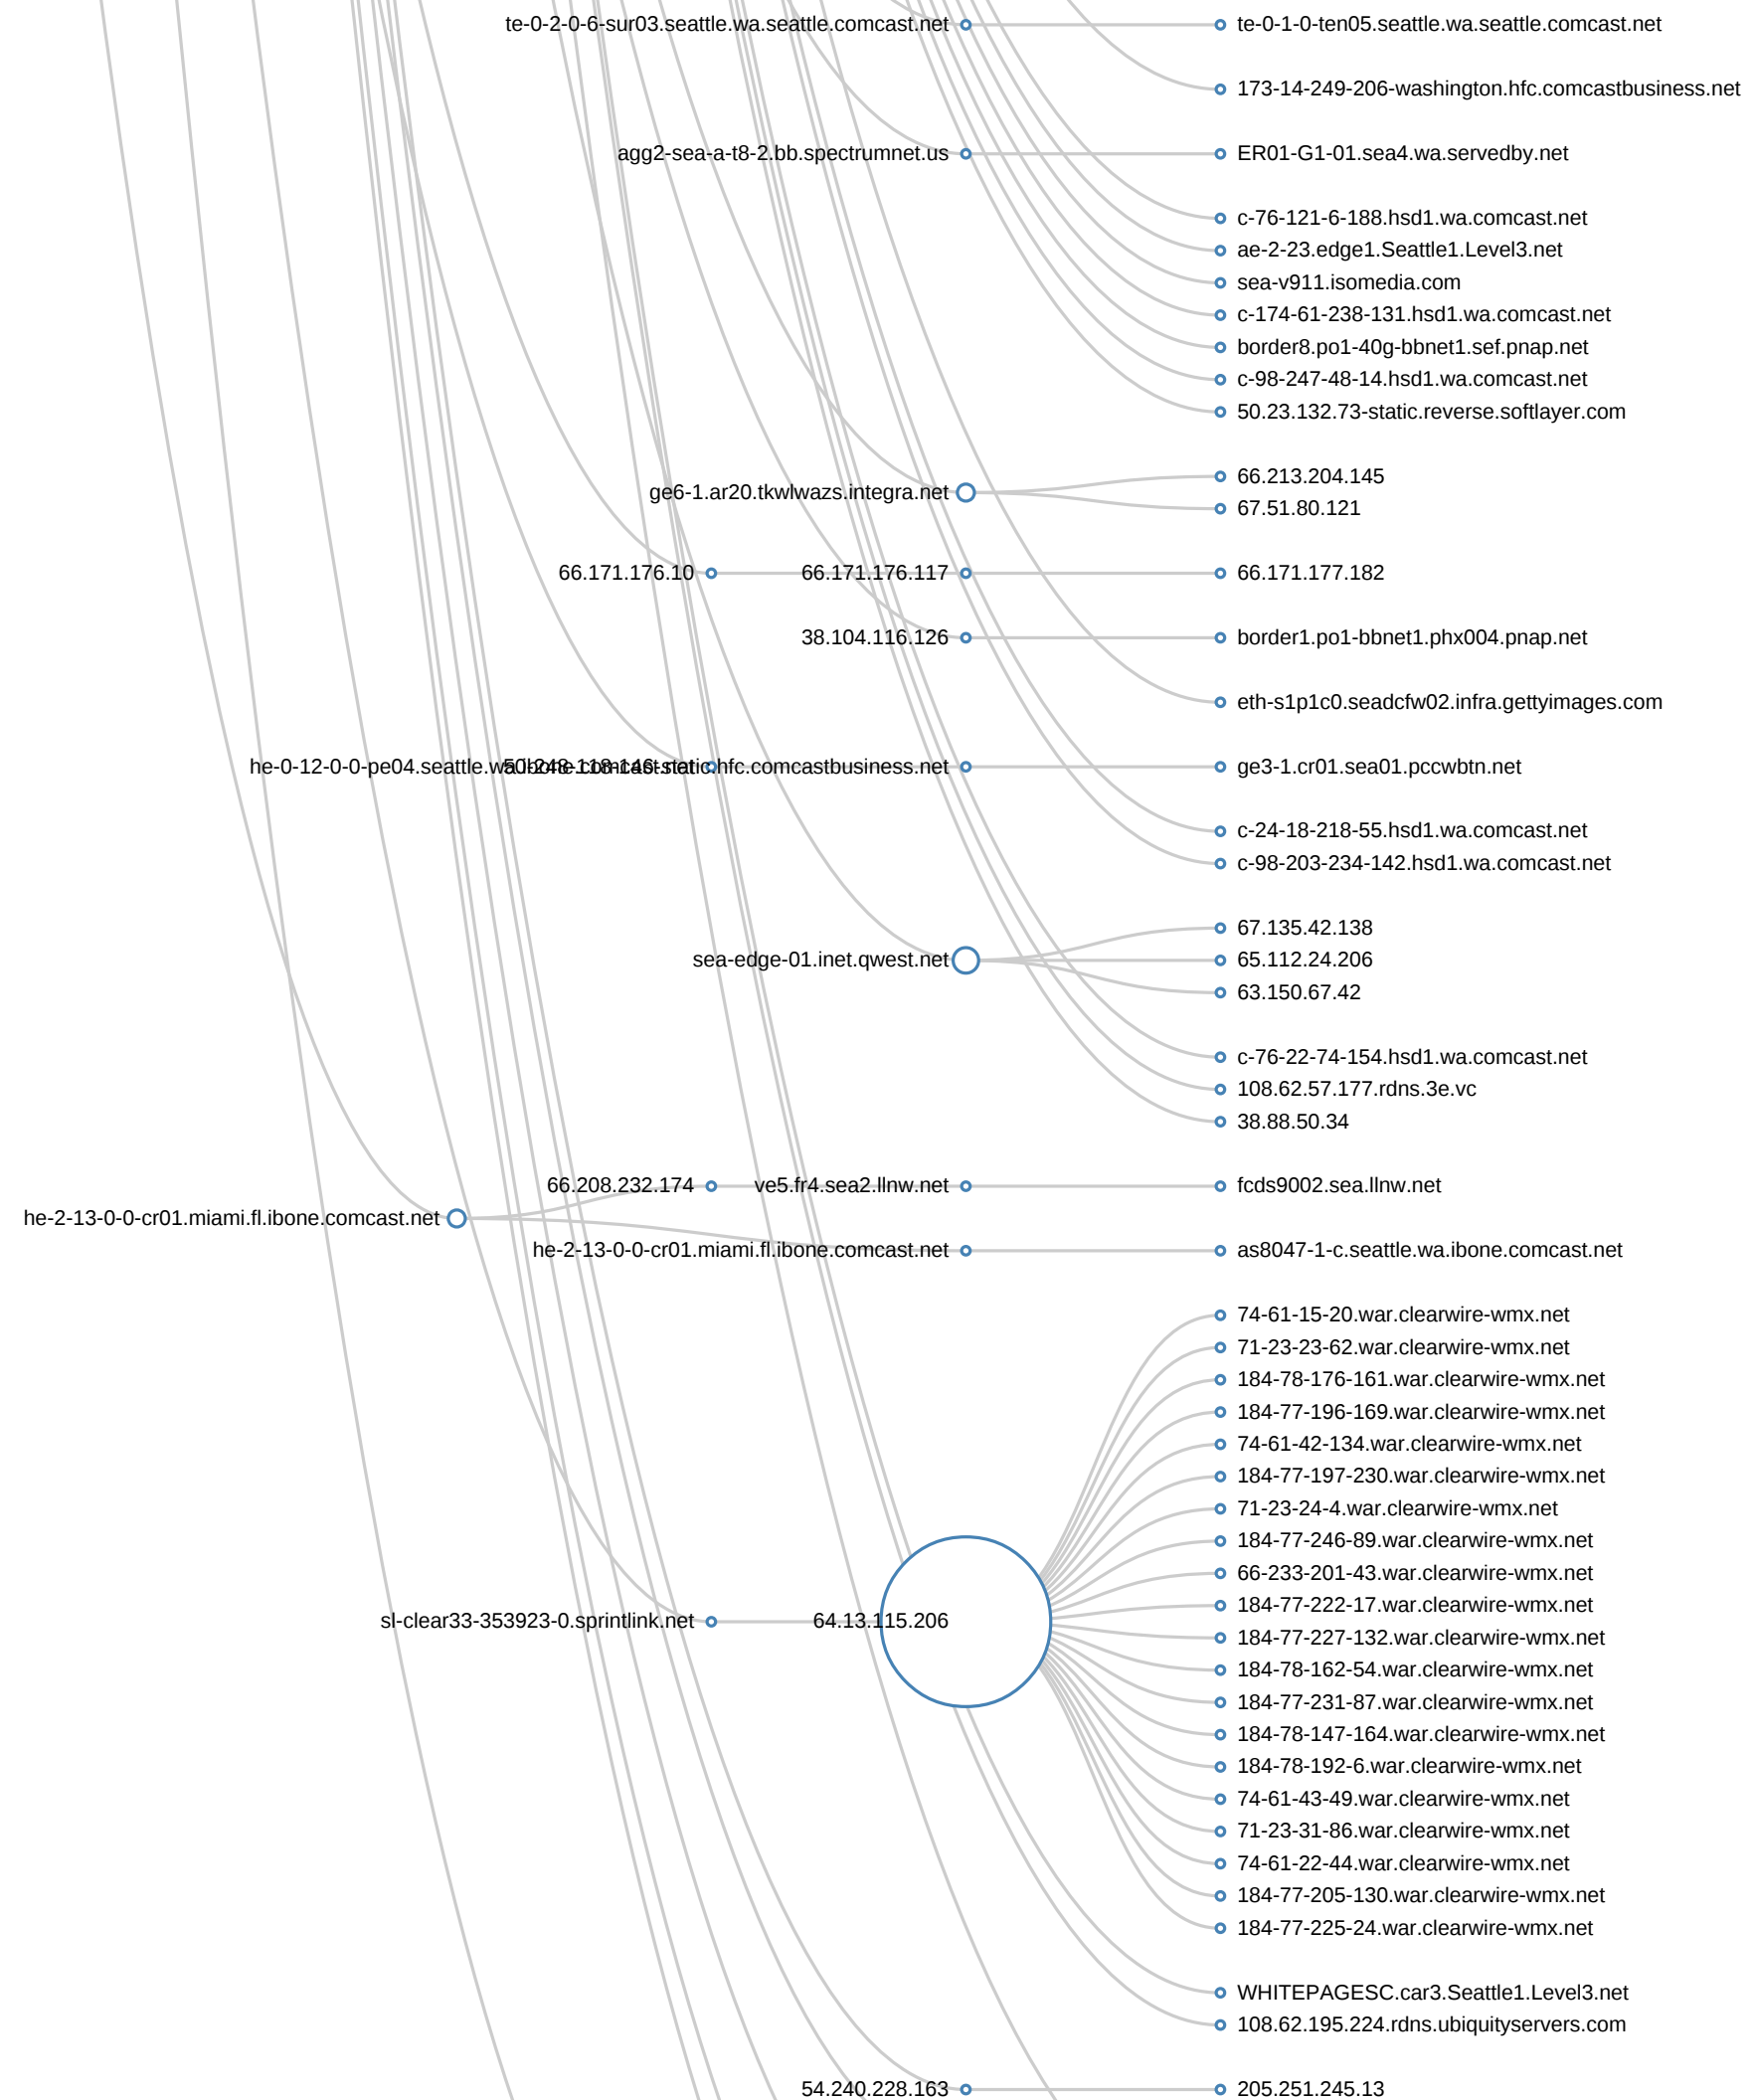 te-0-2-0-6-sur03.seattle.wa.seattle.comcast.net te-0-1-0-ten05.seattle.wa.seattle.comcast.net
173-14-249-206-washington.hfc.comcastbusiness.net
agg2-sea-a-t8-2.bb.spectrumnet.us ER01-G1-01.sea4.wa.servedby.net
c-76-121-6-188.hsd1.wa.comcast.net
ae-2-23.edge1.Seattle1.Level3.net
sea-v911.isomedia.com
c-174-61-238-131.hsd1.wa.comcast.net
border8.po1-40g-bbnet1.sef.pnap.net
c-98-247-48-14.hsd1.wa.comcast.net
50.23.132.73-static.reverse.softlayer.com
66.213.204.145
ge6-1.ar20.tkwlwazs.integra.net
67.51.80.121
66.171.176.10 66.171.176.117 66.171.177.182
38.104.116.126 border1.po1-bbnet1.phx004.pnap.net
eth-s1p1c0.seadcfw02.infra.gettyimages.com
he-0-12-0-0-pe04.seattle.wa.ibone.comcast.net 50-248-118-146-static.hfc.comcastbusiness.net ge3-1.cr01.sea01.pccwbtn.net
c-24-18-218-55.hsd1.wa.comcast.net
c-98-203-234-142.hsd1.wa.comcast.net
67.135.42.138
sea-edge-01.inet.qwest.net 65.112.24.206
63.150.67.42
c-76-22-74-154.hsd1.wa.comcast.net
108.62.57.177.rdns.3e.vc
38.88.50.34
66.208.232.174 ve5.fr4.sea2.llnw.net fcds9002.sea.llnw.net
he-2-13-0-0-cr01.miami.fl.ibone.comcast.net
he-2-13-0-0-cr01.miami.fl.ibone.comcast.net as8047-1-c.seattle.wa.ibone.comcast.net
74-61-15-20.war.clearwire-wmx.net
71-23-23-62.war.clearwire-wmx.net
184-78-176-161.war.clearwire-wmx.net
184-77-196-169.war.clearwire-wmx.net
74-61-42-134.war.clearwire-wmx.net
184-77-197-230.war.clearwire-wmx.net
71-23-24-4.war.clearwire-wmx.net
184-77-246-89.war.clearwire-wmx.net
66-233-201-43.war.clearwire-wmx.net
184-77-222-17.war.clearwire-wmx.net
sl-clear33-353923-0.sprintlink.net 64.13.115.206
184-77-227-132.war.clearwire-wmx.net
184-78-162-54.war.clearwire-wmx.net
184-77-231-87.war.clearwire-wmx.net
184-78-147-164.war.clearwire-wmx.net
184-78-192-6.war.clearwire-wmx.net
74-61-43-49.war.clearwire-wmx.net
71-23-31-86.war.clearwire-wmx.net
74-61-22-44.war.clearwire-wmx.net
184-77-205-130.war.clearwire-wmx.net
184-77-225-24.war.clearwire-wmx.net
WHITEPAGESC.car3.Seattle1.Level3.net
108.62.195.224.rdns.ubiquityservers.com
54.240.228.163 205.251.245.13